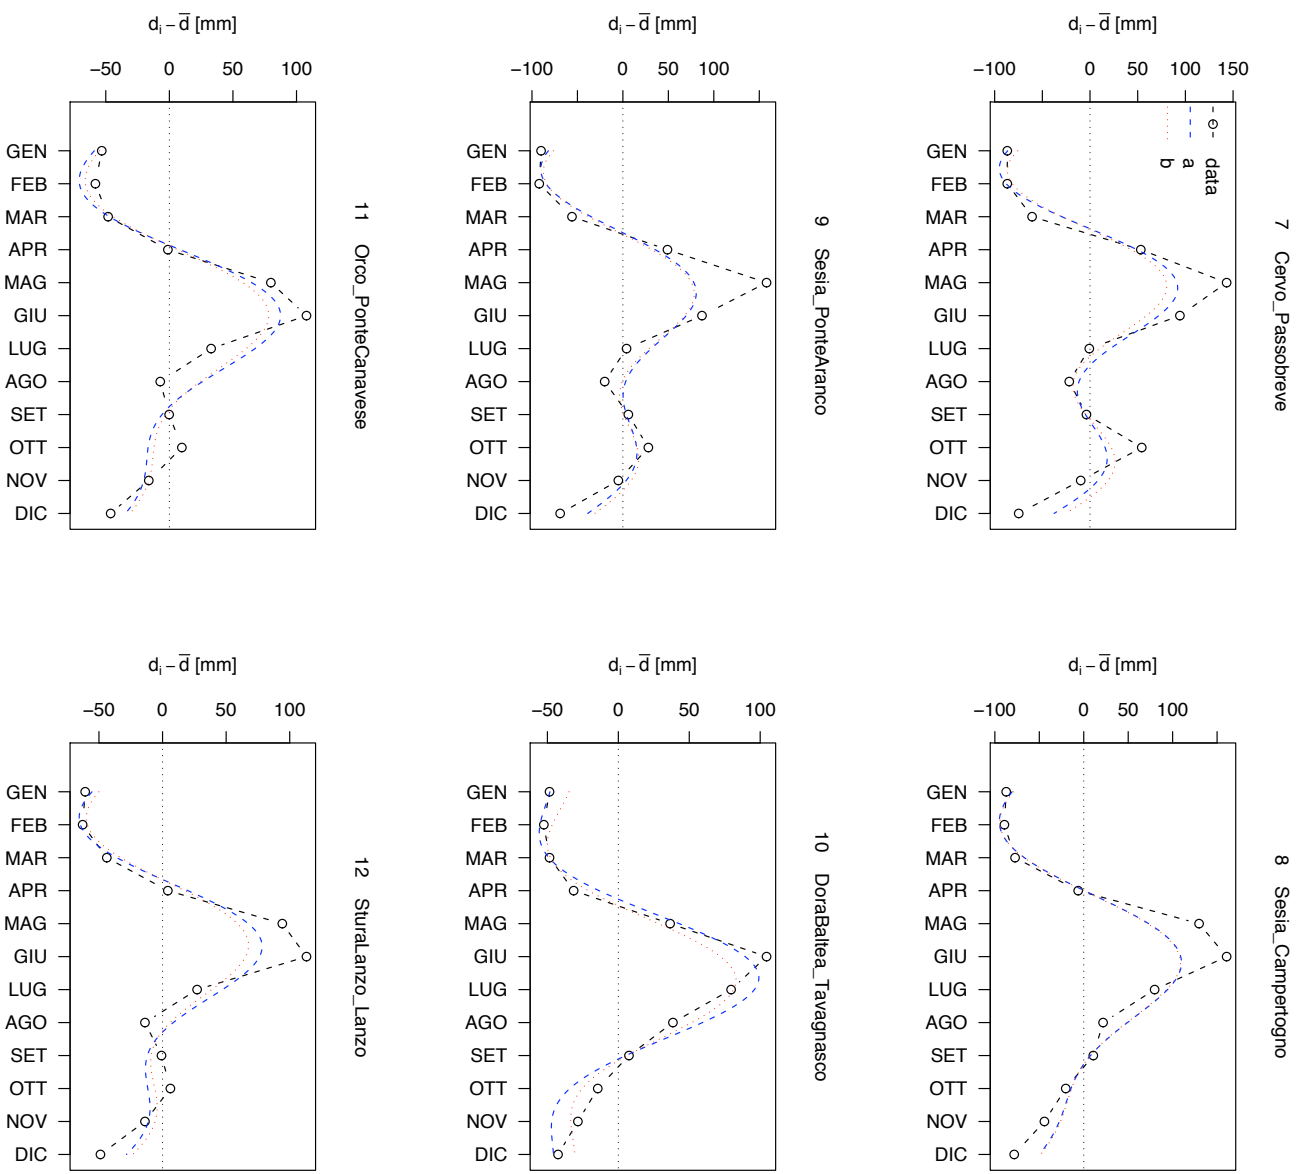 7 Cervo_Passobreve
d_i − d̅ [mm]
−100 0 50 100 150
data
a
b
GEN
FEB
MAR
APR
MAG
GIU
LUG
AGO
SET
OTT
NOV
DIC
8 Sesia_Campertogno
d_i − d̅ [mm]
−100 0 50 100
GEN
FEB
MAR
APR
MAG
GIU
LUG
AGO
SET
OTT
NOV
DIC
9 Sesia_PonteAranco
d_i − d̅ [mm]
−100 0 50 100
GEN
FEB
MAR
APR
MAG
GIU
LUG
AGO
SET
OTT
NOV
DIC
10 DoraBaltea_Tavagnasco
d_i − d̅ [mm]
−50 0 50 100
GEN
FEB
MAR
APR
MAG
GIU
LUG
AGO
SET
OTT
NOV
DIC
11 Orco_PonteCanavese
d_i − d̅ [mm]
−50 0 50 100
GEN
FEB
MAR
APR
MAG
GIU
LUG
AGO
SET
OTT
NOV
DIC
12 SturaLanzo_Lanzo
d_i − d̅ [mm]
−50 0 50 100
GEN
FEB
MAR
APR
MAG
GIU
LUG
AGO
SET
OTT
NOV
DIC